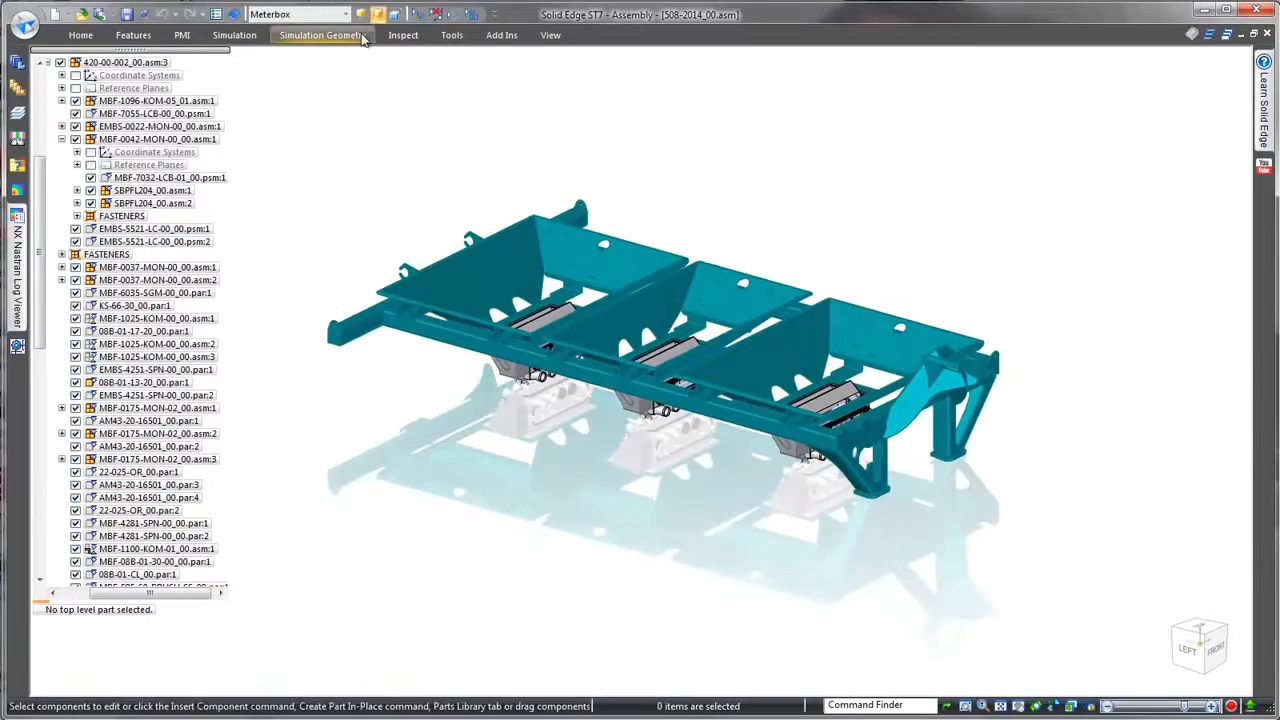 Meterbox
Solid Edge ST7 - Assembly - [508-2014_00.asm]
Home Features PMI Simulation Simulation Geometry Inspect Tools Add Ins View
420-00-002_00.asm:3
Coordinate Systems
Reference Planes
MBF-1096-KOM-05_01.asm:1
MBF-7055-LCB-00_00.psm:1
EMBS-0022-MON-00_00.asm:1
MBF-0042-MON-00_00.asm:1
Coordinate Systems
Reference Planes
MBF-7032-LCB-01_00.psm:1
SBPFL204_00.asm:1
SBPFL204_00.asm:2
FASTENERS
EMBS-5521-LC-00_00.psm:1
EMBS-5521-LC-00_00.psm:2
FASTENERS
MBF-0037-MON-00_00.asm:1
MBF-0037-MON-00_00.asm:2
MBF-6035-SGM-00_00.par:1
KS-66-30_00.par:1
MBF-1025-KOM-00_00.asm:1
08B-01-17-20_00.par:1
MBF-1025-KOM-00_00.asm:2
MBF-1025-KOM-00_00.asm:3
EMBS-4251-SPN-00_00.par:1
08B-01-13-20_00.par:1
EMBS-4251-SPN-00_00.par:2
MBF-0175-MON-02_00.asm:1
AM43-20-16501_00.par:1
MBF-0175-MON-02_00.asm:2
AM43-20-16501_00.par:2
MBF-0175-MON-02_00.asm:3
22-025-OR_00.par:1
AM43-20-16501_00.par:3
AM43-20-16501_00.par:4
22-025-OR_00.par:2
MBF-4281-SPN-00_00.par:1
MBF-4281-SPN-00_00.par:2
MBF-1100-KOM-01_00.asm:1
MBF-08B-01-30-00_00.par:1
08B-01-CL_00.par:1
No top level part selected.
NX Nastran Log Viewer
Learn Solid Edge
You
Tube
LEFT FRONT
Select components to edit or click the Insert Component command, Create Part In-Place command, Parts Library tab or drag components
0 items are selected
Command Finder